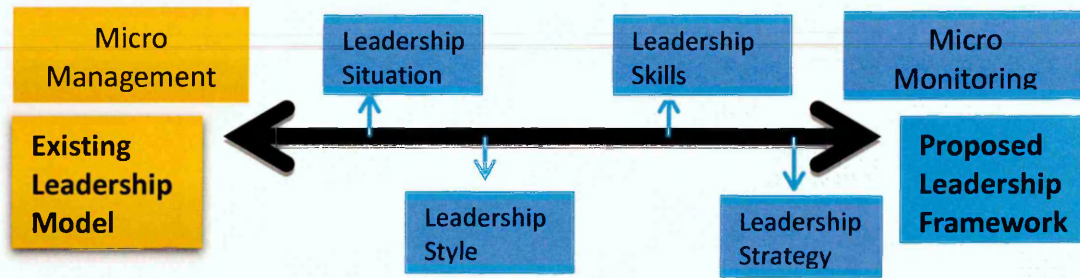 Micro
Management
Leadership
Situation
Leadership
Skills
Micro
Monitoring
Existing
Leadership
Model
Proposed
Leadership
Framework
Leadership
Style
Leadership
Strategy